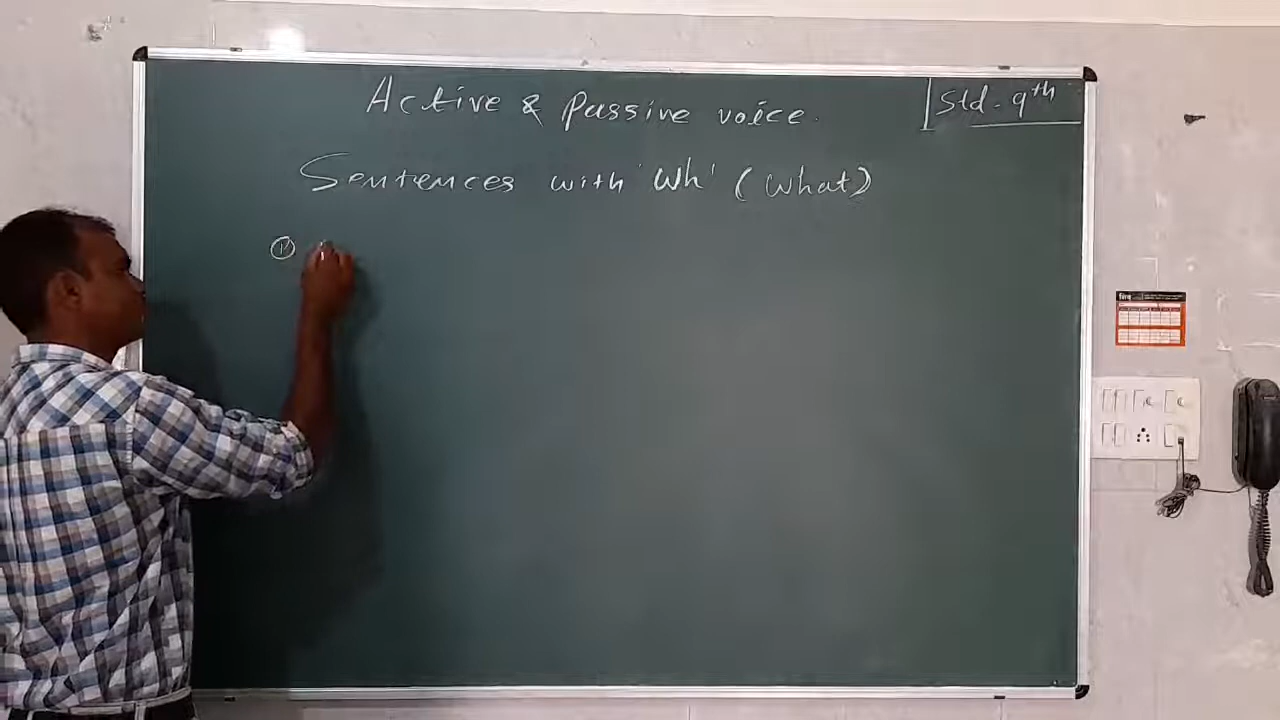 Active & Passive voice.
Std - 9th
Sentences with 'Wh' (What)
①